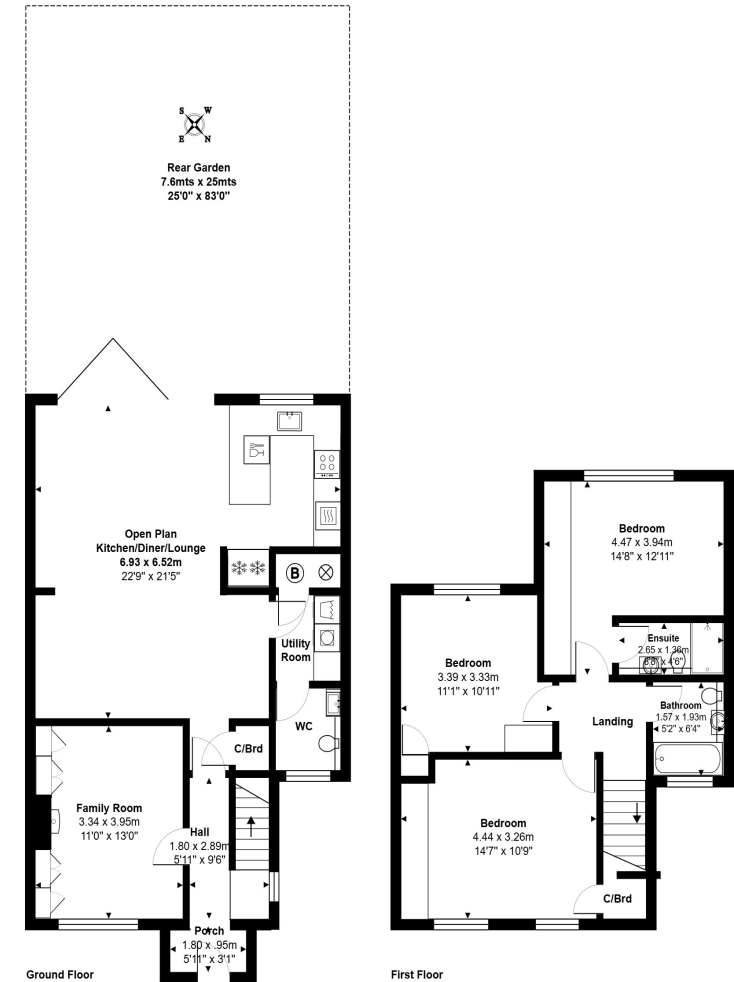 S W
E N
Rear Garden
7.6mts x 25mts
25'0" x 83'0"
Open Plan
Kitchen/Diner/Lounge
6.93 x 6.52m
22'9" x 21'5"
B
Utility
Room
WC
C/Brd
Family Room
3.34 x 3.95m
11'0" x 13'0"
Hall
1.80 x 2.89m
5'11" x 9'6"
Porch
1.80 x .95m
5'11" x 3'1"
Ground Floor
Bedroom
4.47 x 3.94m
14'8" x 12'11"
Ensuite
2.65 x 1.36m
8'8" x 4'6"
Bedroom
3.39 x 3.33m
11'1" x 10'11"
Bathroom
1.57 x 1.93m
5'2" x 6'4"
Landing
Bedroom
4.44 x 3.26m
14'7" x 10'9"
C/Brd
First Floor